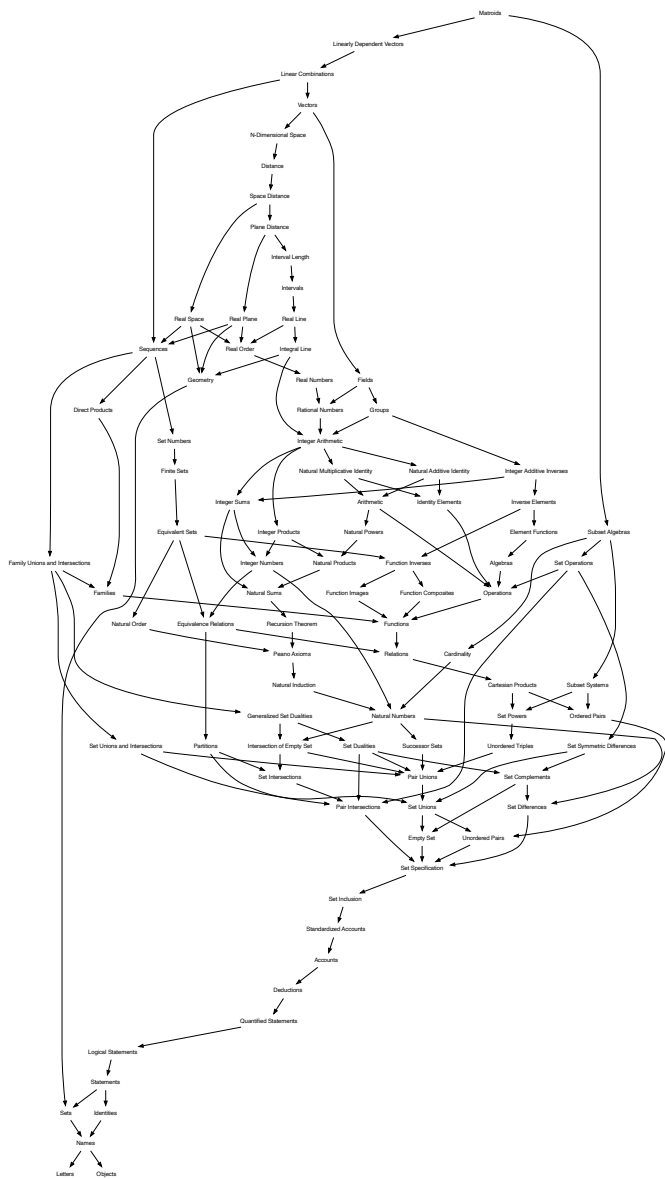 Matroids
Linearly Dependent Vectors
Linear Combinations
Vectors
N-Dimensional Space
Distance
Space Distance
Plane Distance
Interval Length
Intervals
Real Space Real Plane Real Line
Sequences Real Order Integral Line
Geometry Real Numbers Fields
Direct Products Rational Numbers Groups
Set Numbers Integer Arithmetic
Finite Sets Natural Multiplicative Identity Natural Additive Identity Integer Additive Inverses
Integer Sums Arithmetic Identity Elements Inverse Elements
Equivalent Sets Integer Products Natural Powers Element Functions Subset Algebras
Family Unions and Intersections Integer Numbers Natural Products Function Inverses Algebras Set Operations
Families Natural Sums Function Images Function Composites Operations
Natural Order Equivalence Relations Recursion Theorem Functions
Peano Axioms Relations Cardinality
Natural Induction Cartesian Products Subset Systems
Generalized Set Dualities Natural Numbers Set Powers Ordered Pairs
Set Unions and Intersections Partitions Intersection of Empty Set Set Dualities Successor Sets Unordered Triples Set Symmetric Differences
Set Intersections Pair Unions Set Complements
Pair Intersections Set Unions Set Differences
Empty Set Unordered Pairs
Set Specification
Set Inclusion
Standardized Accounts
Accounts
Deductions
Quantified Statements
Logical Statements
Statements
Sets Identities
Names
Letters Objects